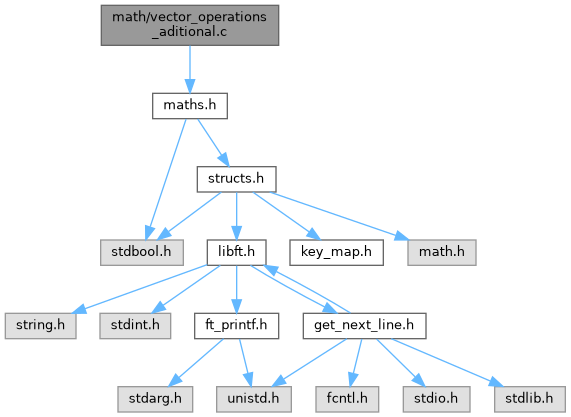 math/vector_operations
_aditional.c
maths.h
structs.h
stdbool.h
libft.h
key_map.h
math.h
string.h
stdint.h
ft_printf.h
get_next_line.h
stdarg.h
unistd.h
fcntl.h
stdio.h
stdlib.h